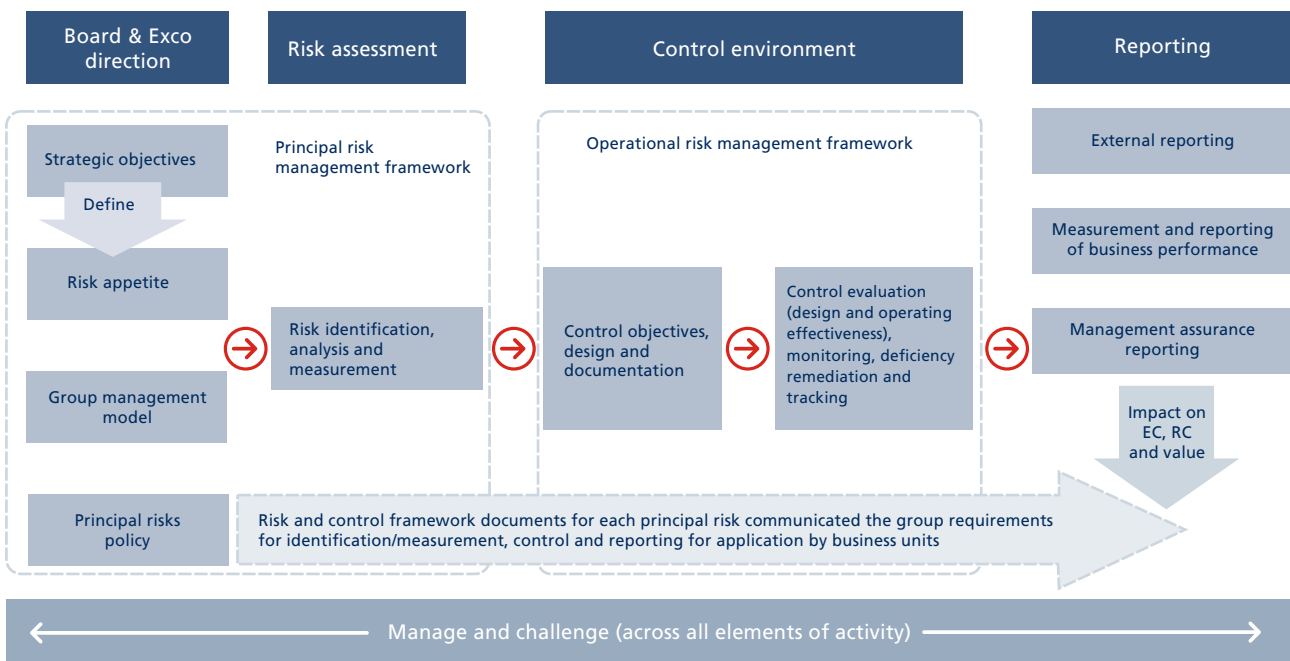 Board & Exco
direction
Risk assessment
Control environment
Reporting
Strategic objectives
Define
Risk appetite
Group management
model
Principal risks
policy
Principal risk
management framework
Risk identification,
analysis and
measurement
Operational risk management framework
Control objectives,
design and
documentation
Control evaluation
(design and operating
effectiveness),
monitoring, deficiency
remediation and
tracking
External reporting
Measurement and reporting
of business performance
Management assurance
reporting
Impact on
EC, RC
and value
Risk and control framework documents for each principal risk communicated the group requirements
for identification/measurement, control and reporting for application by business units
Manage and challenge (across all elements of activity)